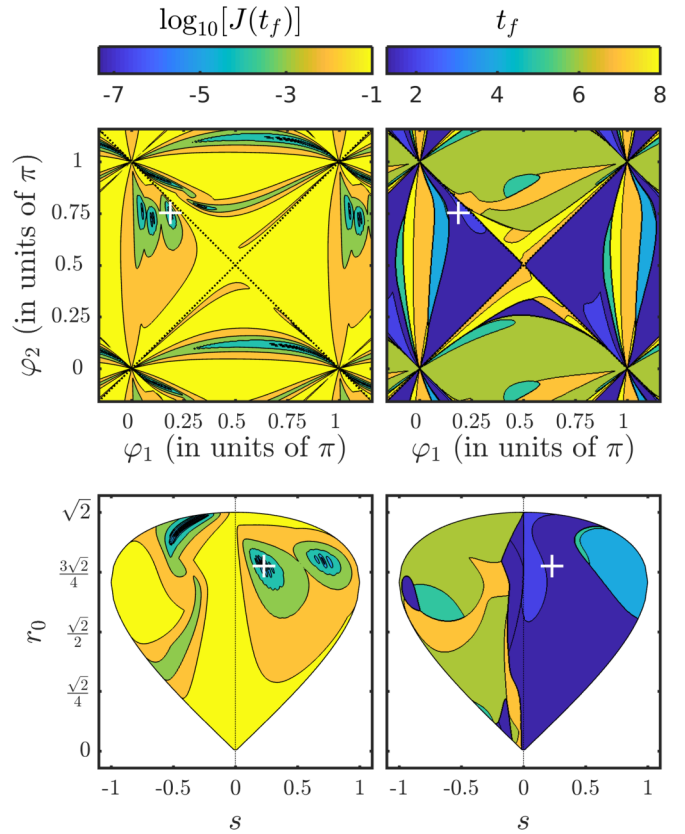 log₁₀[J(t_f)] t_f
-7 -5 -3 -1 2 4 6 8
φ₂ (in units of π)
1
0.75
0.5
0.25
0
0 0.25 0.5 0.75 1 0 0.25 0.5 0.75 1
φ₁ (in units of π) φ₁ (in units of π)
r₀
√2
3√2/4
√2/2
√2/4
0
-1 -0.5 0 0.5 1 -1 -0.5 0 0.5 1
s s